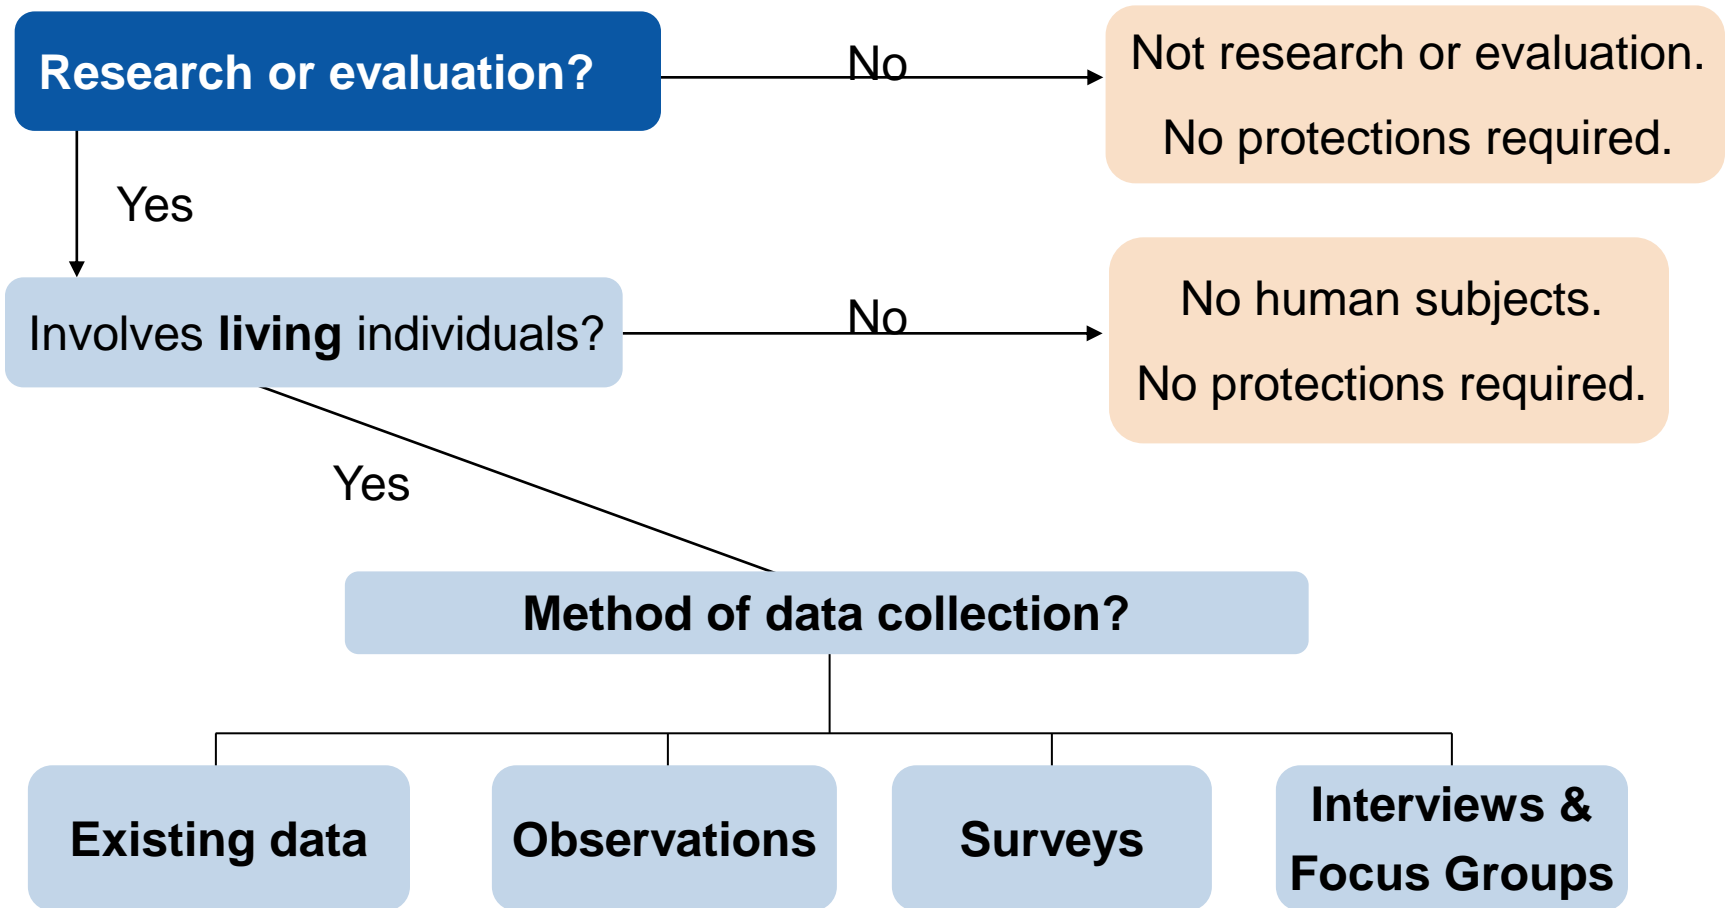 Research or evaluation?
No
Not research or evaluation.
No protections required.
Yes
Involves living individuals?
No
No human subjects.
No protections required.
Yes
Method of data collection?
Existing data
Observations
Surveys
Interviews &
Focus Groups